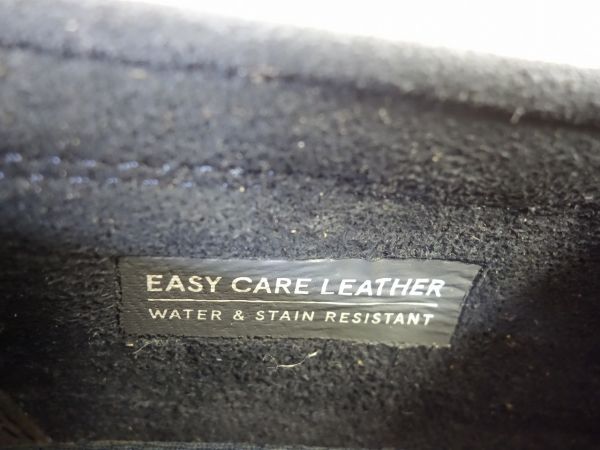 EASY CARE LEATHER
WATER & STAIN RESISTANT